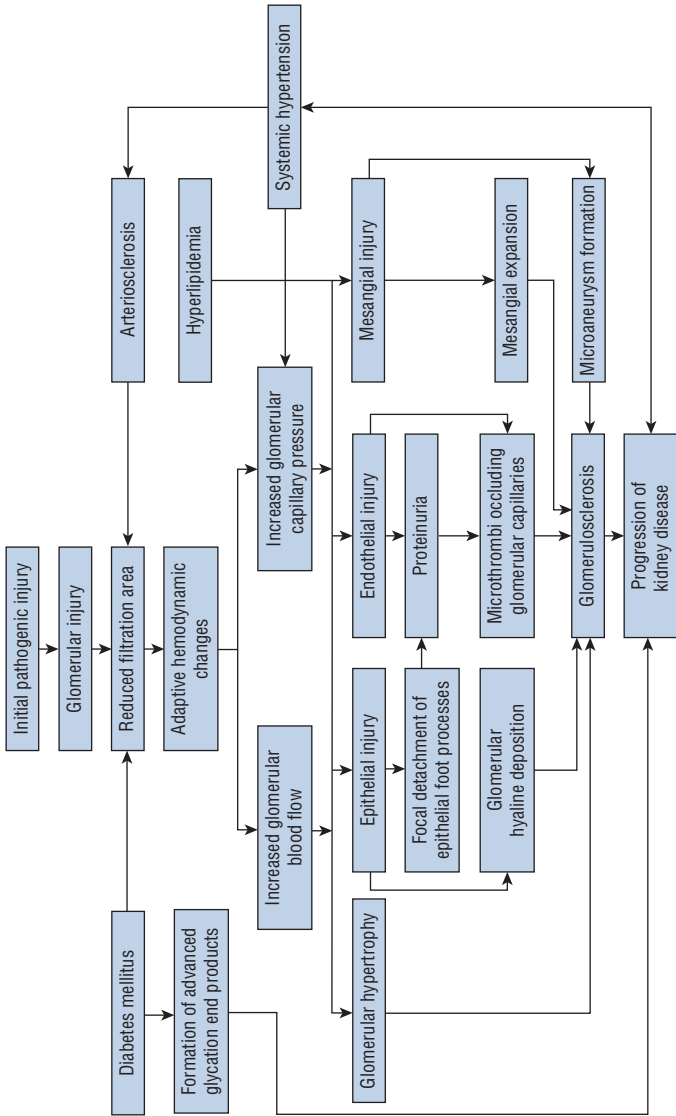 Initial pathogenic injury
Glomerular injury
Diabetes mellitus
Reduced filtration area
Arteriosclerosis
Formation of advanced
glycation end products
Adaptive hemodynamic
changes
Hyperlipidemia
Increased glomerular
blood flow
Increased glomerular
capillary pressure
Systemic hypertension
Glomerular hypertrophy
Epithelial injury
Endothelial injury
Mesangial injury
Focal detachment of
epithelial foot processes
Proteinuria
Glomerular
hyaline deposition
Microthrombi occluding
glomerular capillaries
Mesangial expansion
Glomerulosclerosis
Microaneurysm formation
Progression of
kidney disease